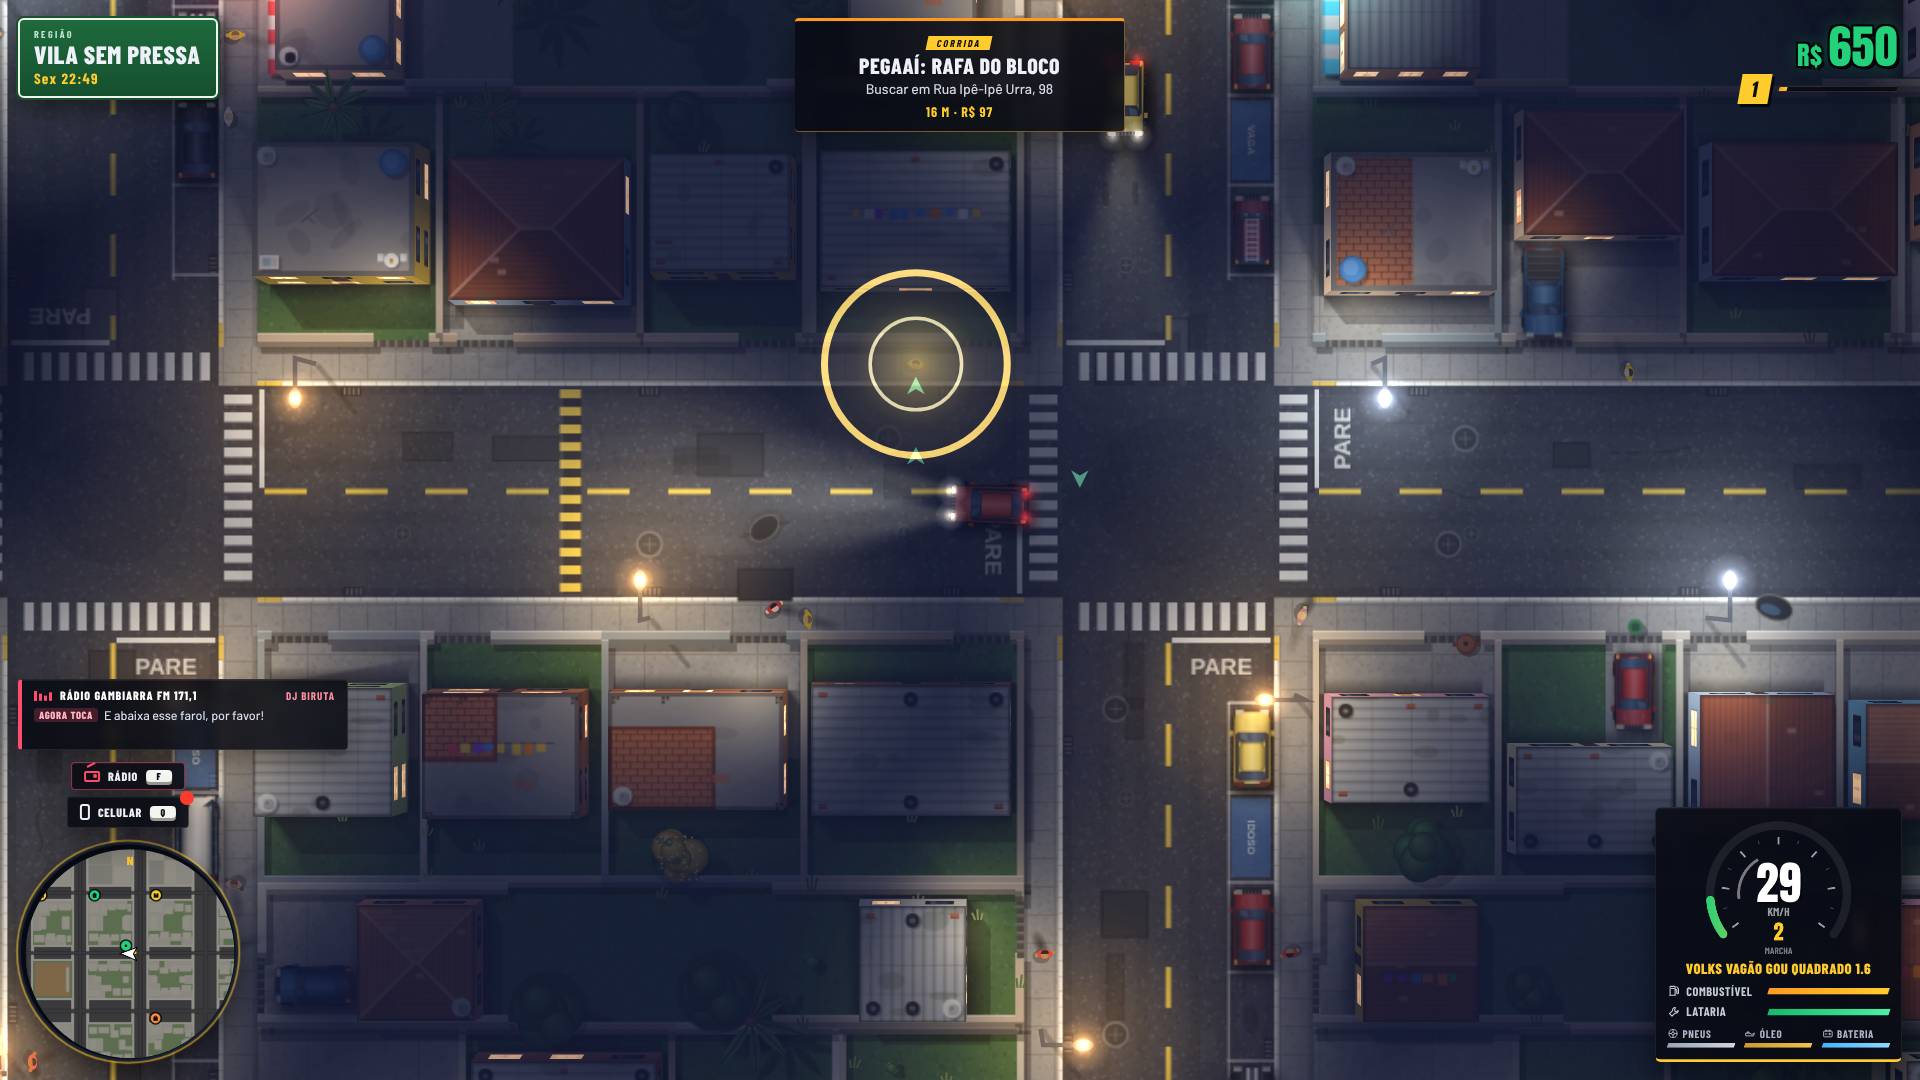 REGIÃO
VILA SEM PRESSA
Sex 22:49
CORRIDA
PEGAAÍ: RAFA DO BLOCO
Buscar em Rua Ipê-Ipê Urra, 98
16 M · R$ 97
R$ 650
1
VAGA
PARE
PARE
PARE
PARE
PARE
RÁDIO GAMBIARRA FM 171,1
DJ BIRUTA
AGORA TOCA
E abaixa esse farol, por favor!
IDOSO
RÁDIO F
CELULAR Q
IDOSO
N
29
KM/H
2
MARCHA
VOLKS VAGÃO GOU QUADRADO 1.6
COMBUSTÍVEL
LATARIA
PNEUS
ÓLEO
BATERIA